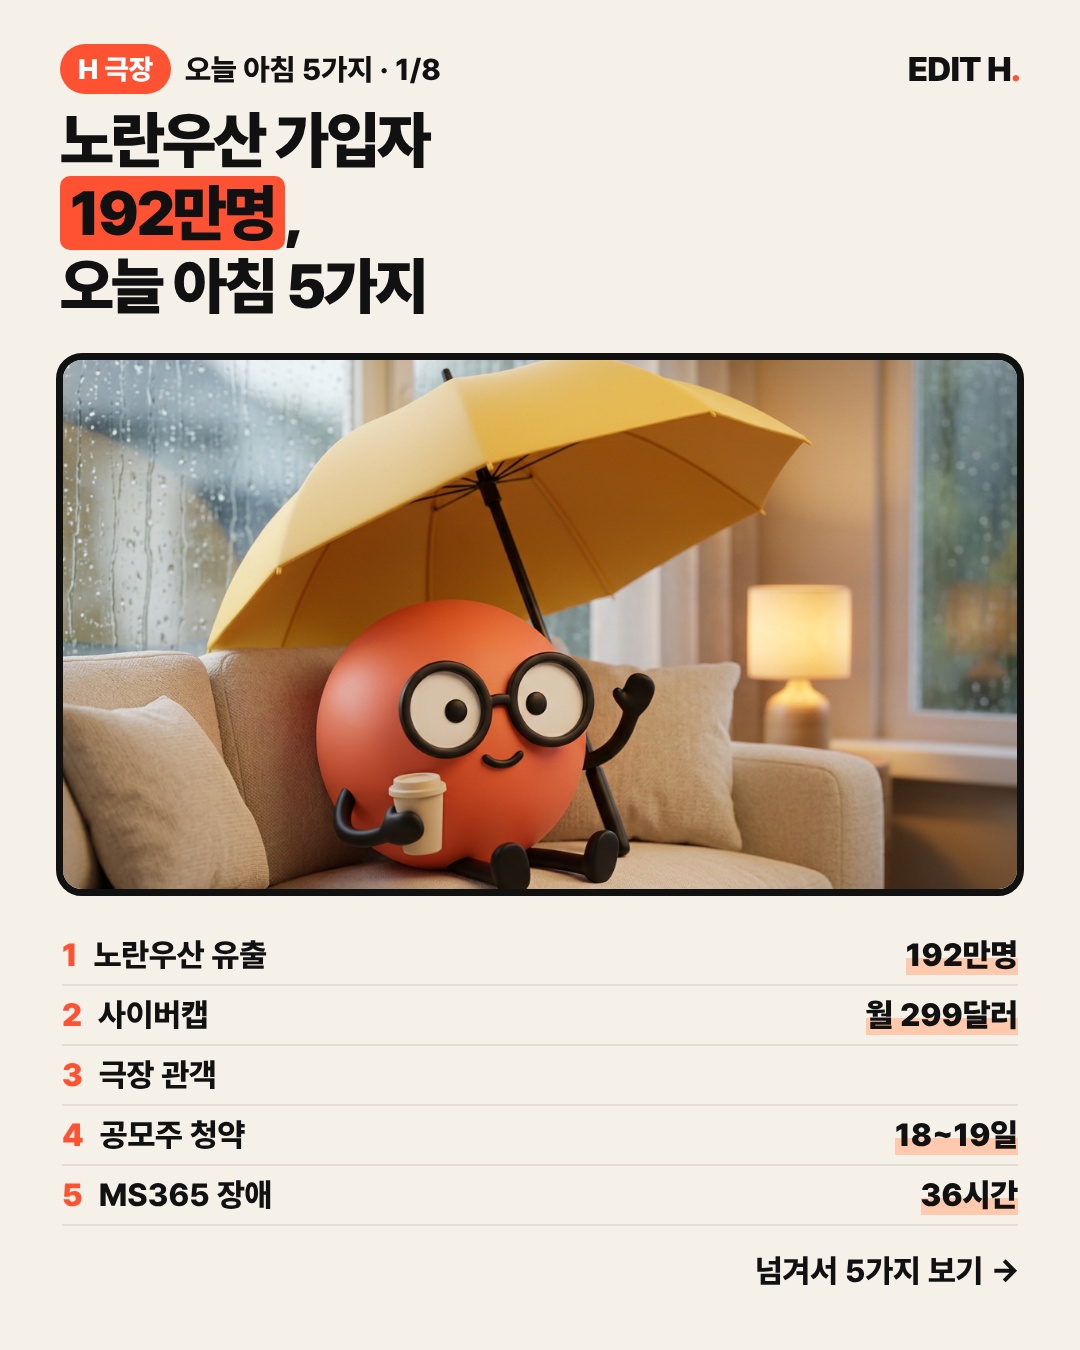 H 극장 오늘 아침 5가지 · 1/8
EDIT H.
노란우산 가입자
192만명,
오늘 아침 5가지
1 노란우산 유출 192만명
2 사이버캡 월 299달러
3 극장 관객
4 공모주 청약 18~19일
5 MS365 장애 36시간
넘겨서 5가지 보기 →